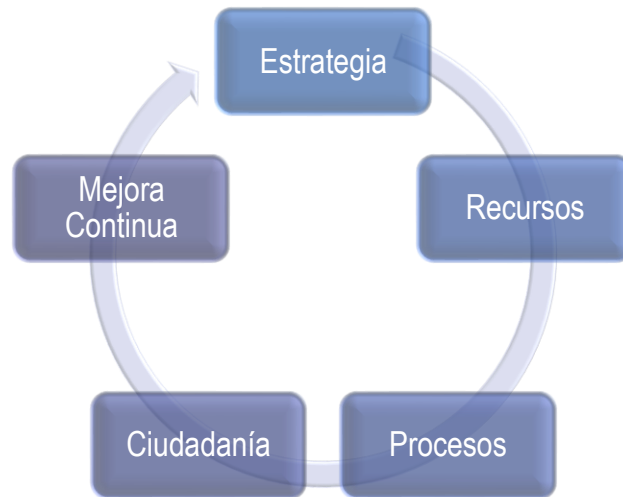 Estrategia
Recursos
Procesos
Ciudadanía
Mejora
Continua